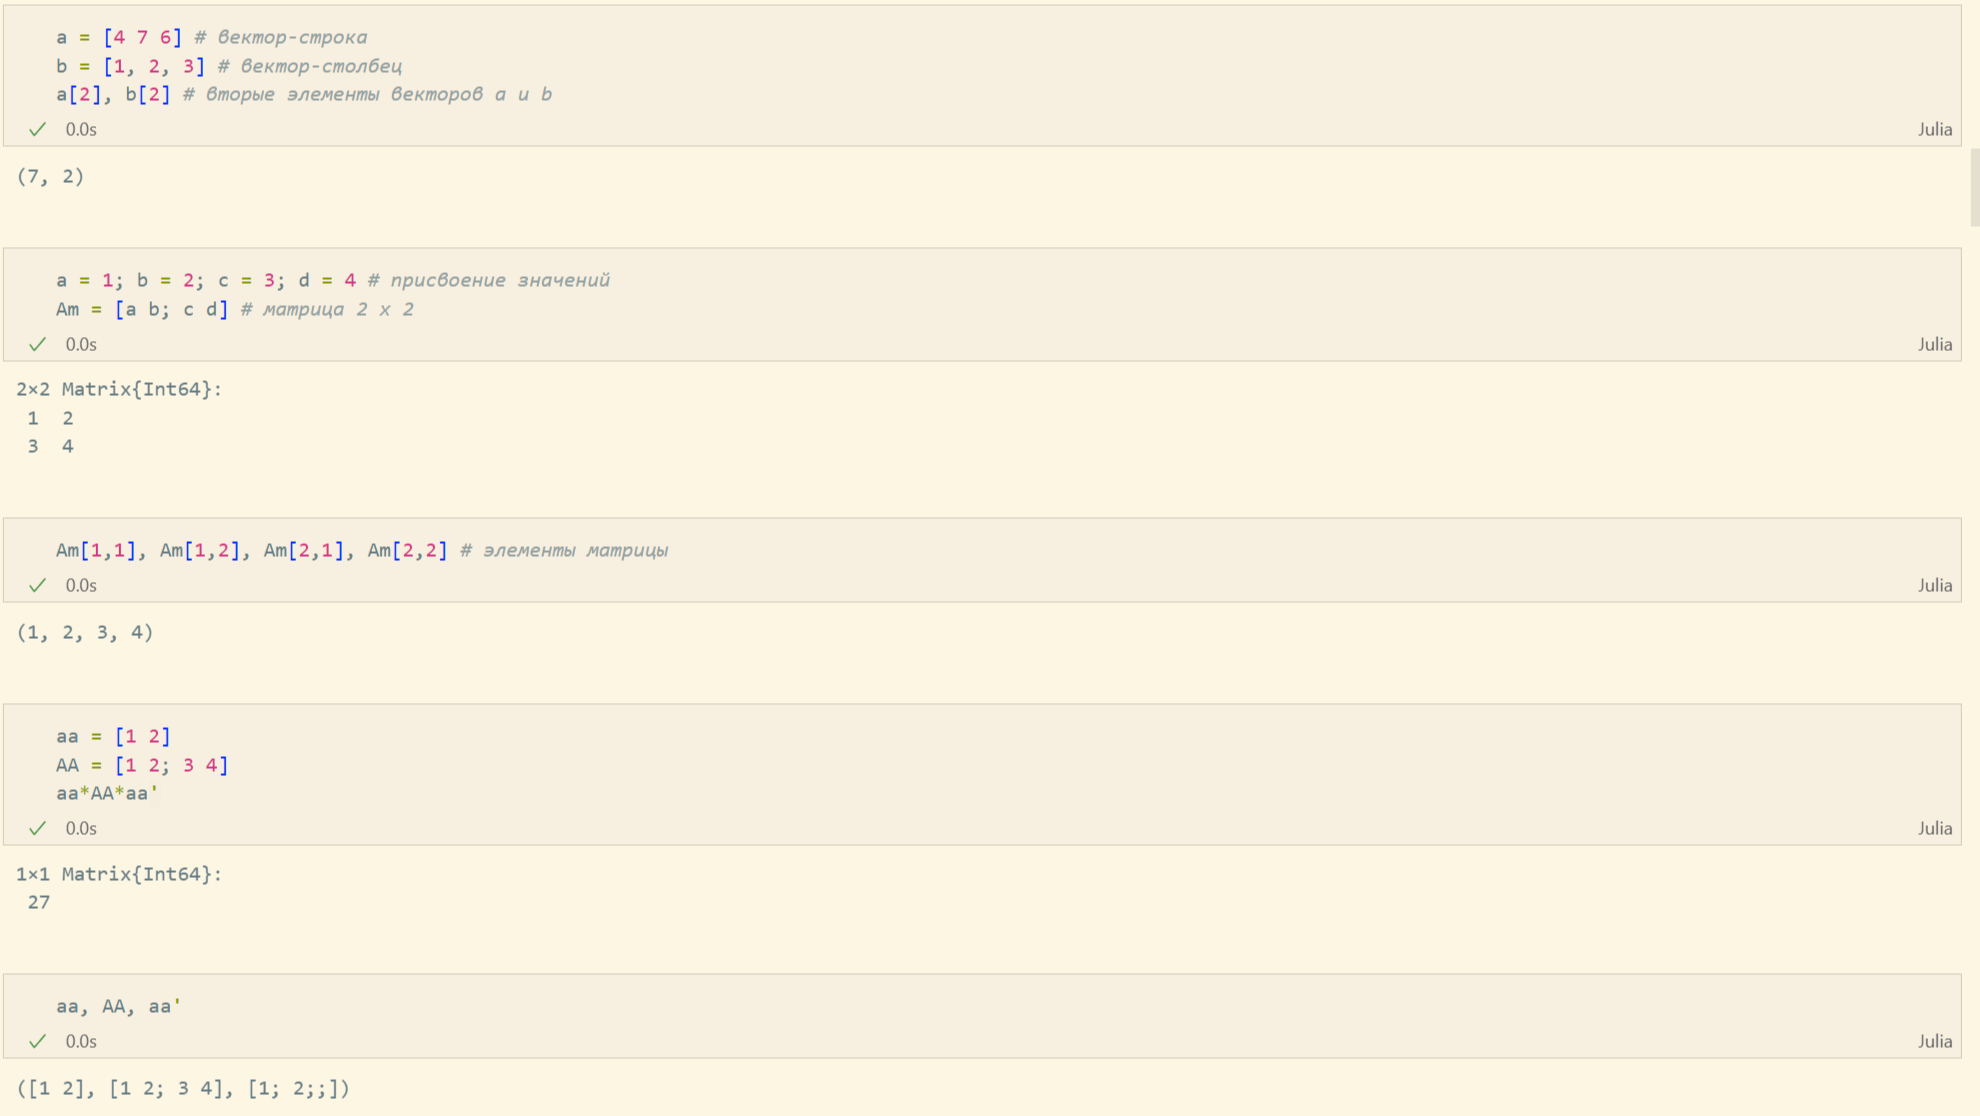 a = [4 7 6] # вектор-строка
b = [1, 2, 3] # вектор-столбец
a[2], b[2] # вторые элементы векторов a и b
0.0s Julia
(7, 2)
a = 1; b = 2; c = 3; d = 4 # присвоение значений
Am = [a b; c d] # матрица 2 x 2
0.0s Julia
2×2 Matrix{Int64}:
1 2
3 4
Am[1,1], Am[1,2], Am[2,1], Am[2,2] # элементы матрицы
0.0s Julia
(1, 2, 3, 4)
aa = [1 2]
AA = [1 2; 3 4]
aa*AA*aa'
0.0s Julia
1×1 Matrix{Int64}:
27
aa, AA, aa'
0.0s Julia
([1 2], [1 2; 3 4], [1; 2;;])